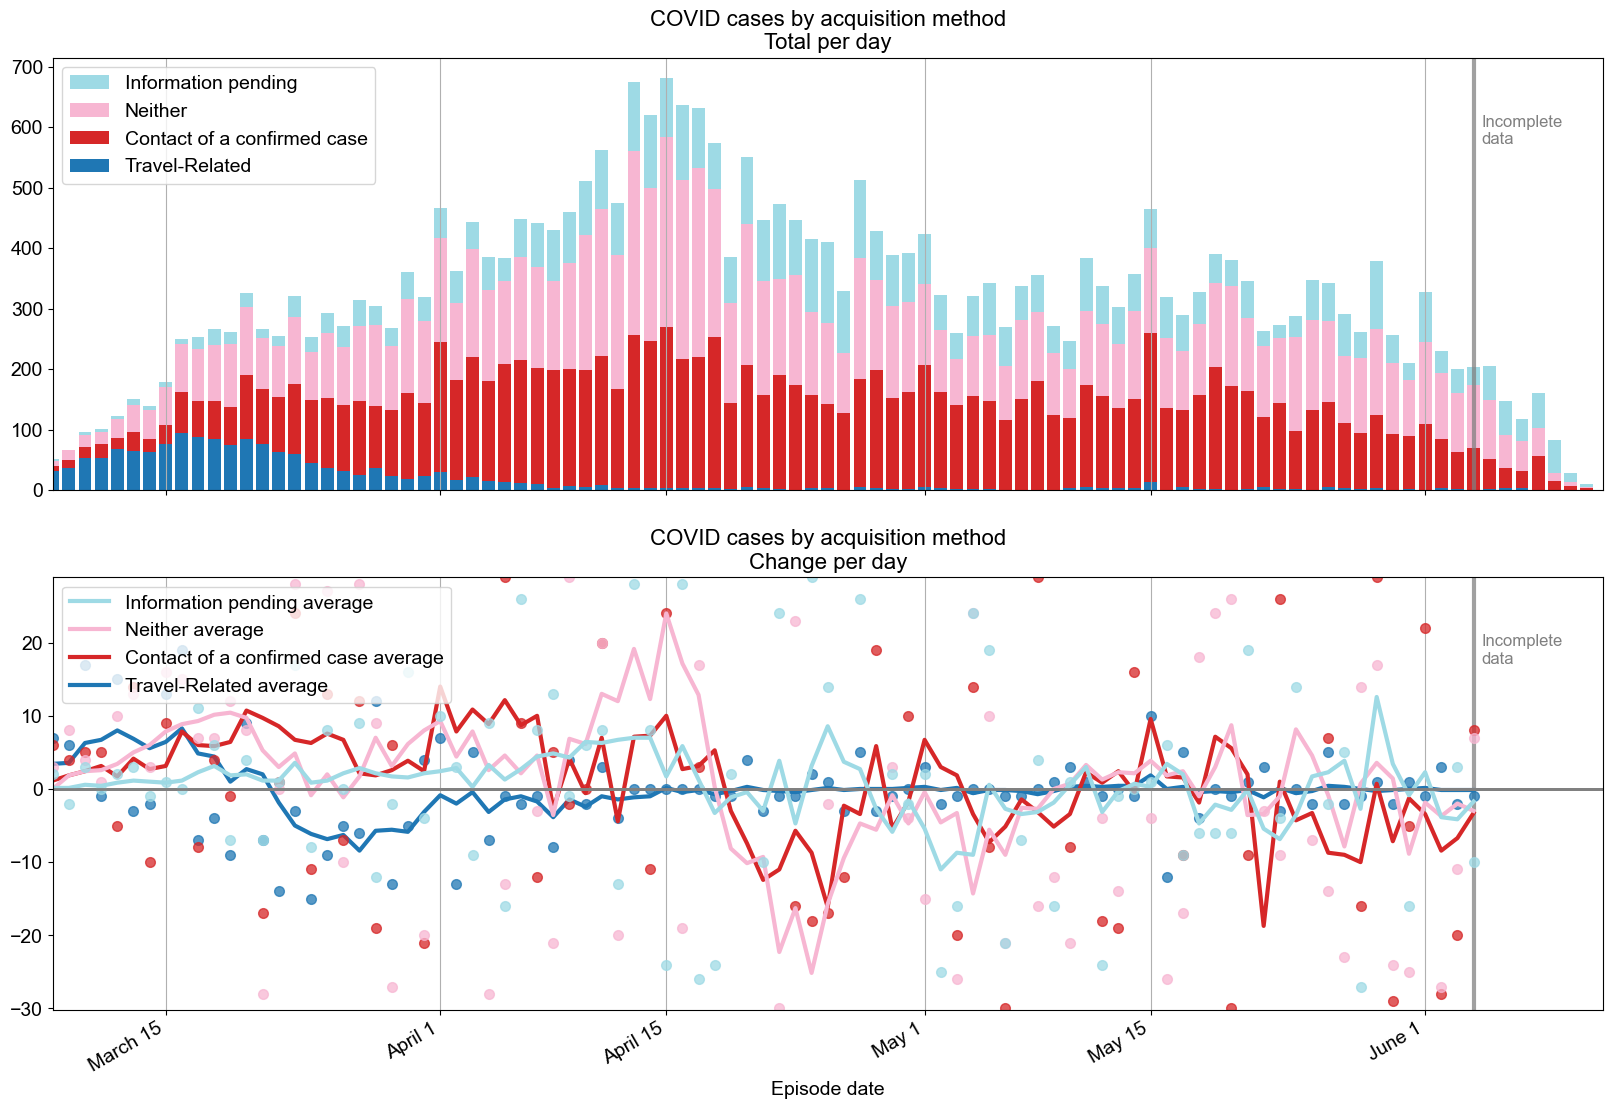 COVID cases by acquisition method
Total per day
700
600
500
400
300
200
100
0
Information pending
Neither
Contact of a confirmed case
Travel-Related
Incomplete
data
COVID cases by acquisition method
Change per day
20
10
0
−10
−20
−30
Information pending average
Neither average
Contact of a confirmed case average
Travel-Related average
Incomplete
data
March 15
April 1
April 15
May 1
May 15
June 1
Episode date